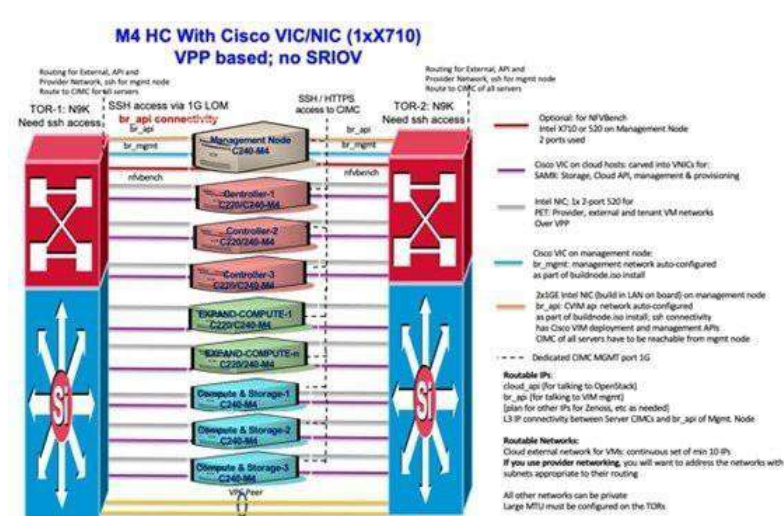 M4 HC With Cisco VIC/NIC (1xX710)
VPP based; no SRIOV
Routing for External, API and
Provider Network, ssh for mgmt node
Route to CIMC for all servers
Routing for External, API and
Provider Network, ssh for mgmt node
Route to CIMC of all servers
TOR-1: N9K
Need ssh access
SSH access via 1G LOM
br_api connectivity
SSH / HTTPS
access to CIMC
TOR-2: N9K
Need ssh access
br_api
br_mgmt
nfvbench
Management Node
C240-M4
br_api
br_mgmt
nfvbench
Controller-1
C220/C240-M4
Controller-2
C220/240-M4
Controller-3
C220/C240-M4
EXPAND-COMPUTE-1
C220/C240-M4
EXPAND-COMPUTE-n
C220/240-M4
Compute & Storage-1
C240-M4
Compute & Storage-2
C240-M4
Compute & Storage-3
C240-M4
VPC Peer
Si
Si
Optional: for NFVBench
Intel X710 or 520 on Management Node
2 ports used
Cisco VIC on cloud hosts: carved into VNICs for:
SAMX: Storage, Cloud API, management & provisioning
Intel NIC: 1x 2-port 520 for
PET: Provider, external and tenant VM networks
Over VPP
Cisco VIC on management node:
br_mgmt: management network auto-configured
as part of buildnode.iso install
2x1GE Intel NIC (build in LAN on board) on management node
br_api: CVIM api network auto-configured
as part of buildnode.iso install; ssh connectivity
has Cisco VIM deployment and management APIs
CIMC of all servers have to be reachable from mgmt node
Dedicated CIMC MGMT port 1G
Routable IPs:
cloud_api (for talking to OpenStack)
br_api (for talking to VIM mgmt)
[plan for other IPs for Zenoss, etc as needed]
L3 IP connectivity between Server CIMCs and br_api of Mgmt. Node
Routable Networks:
Cloud external network for VMs: continuous set of min 10-IPs
If you use provider networking, you will want to address the networks with
subnets appropriate to their routing
All other networks can be private
Large MTU must be configured on the TORs